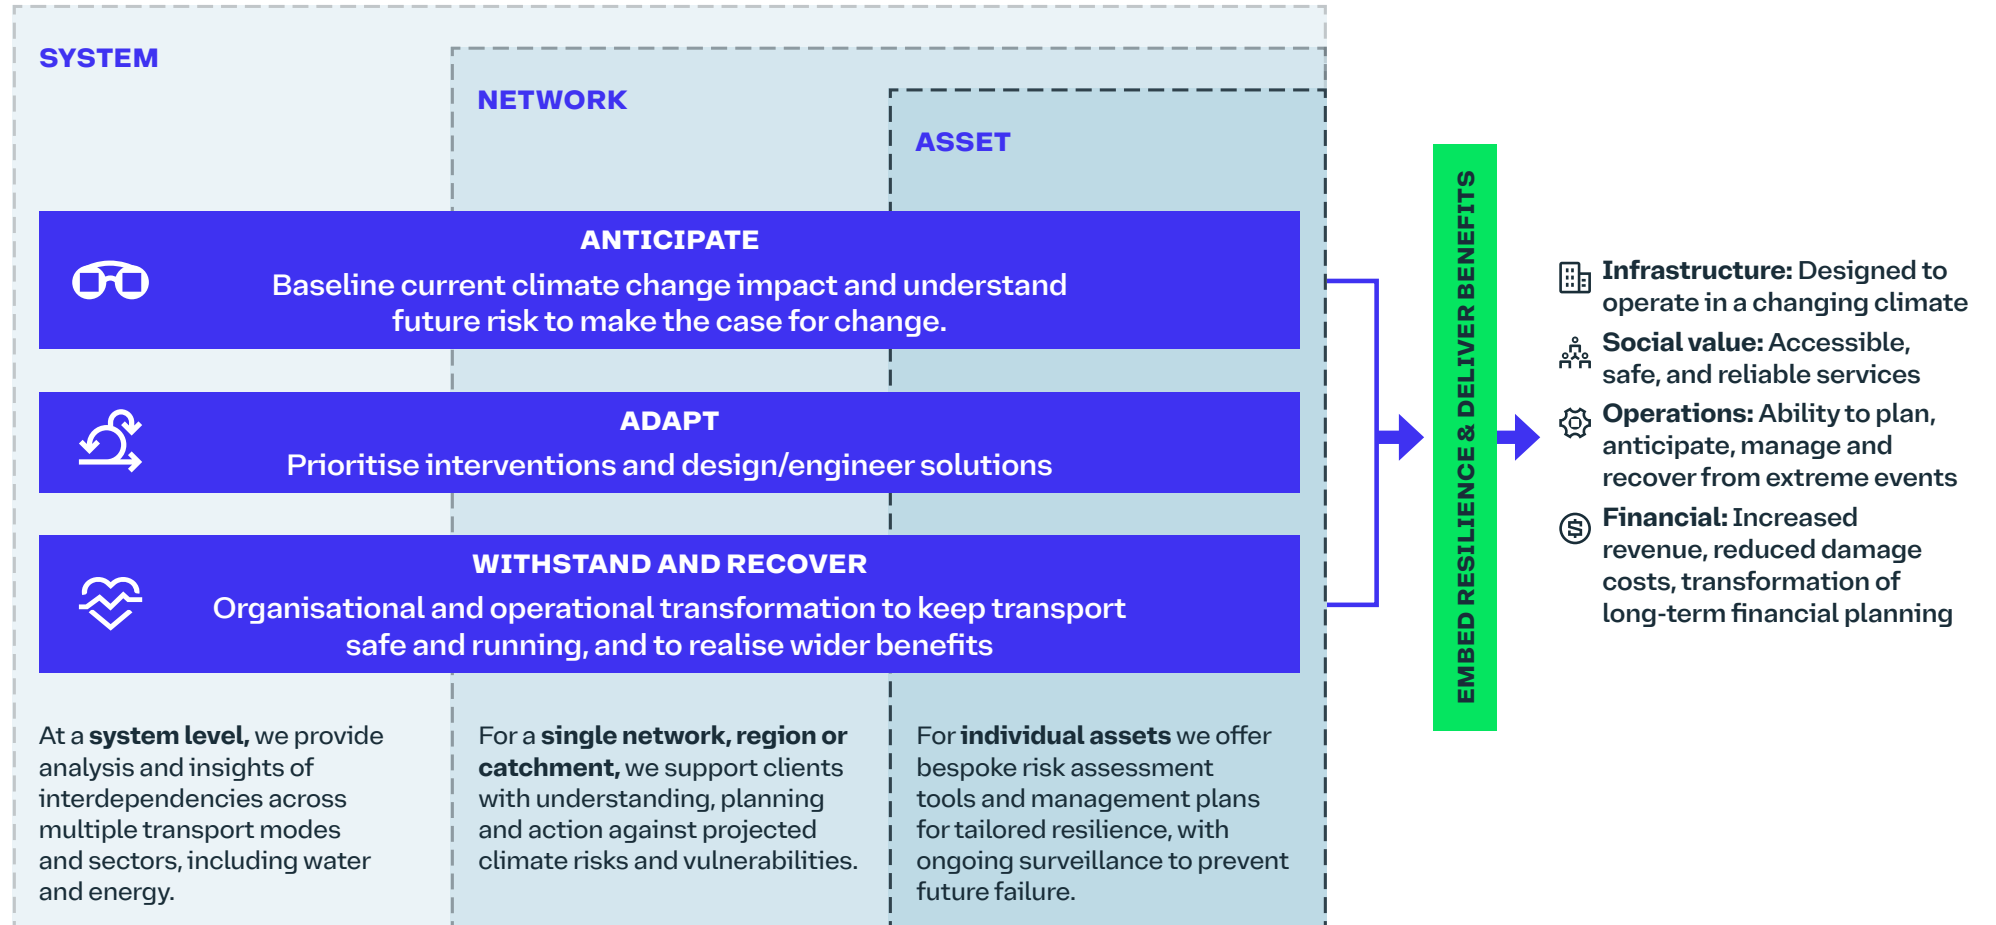 SYSTEM
NETWORK
ASSET
ANTICIPATE
Baseline current climate change impact and understand
future risk to make the case for change.
ADAPT
Prioritise interventions and design/engineer solutions
WITHSTAND AND RECOVER
Organisational and operational transformation to keep transport
safe and running, and to realise wider benefits
At a system level, we provide
analysis and insights of
interdependencies across
multiple transport modes
and sectors, including water
and energy.
For a single network, region or
catchment, we support clients
with understanding, planning
and action against projected
climate risks and vulnerabilities.
For individual assets we offer
bespoke risk assessment
tools and management plans
for tailored resilience, with
ongoing surveillance to prevent
future failure.
EMBED RESILIENCE & DELIVER BENEFITS
Infrastructure: Designed to
operate in a changing climate
Social value: Accessible,
safe, and reliable services
Operations: Ability to plan,
anticipate, manage and
recover from extreme events
Financial: Increased
revenue, reduced damage
costs, transformation of
long-term financial planning